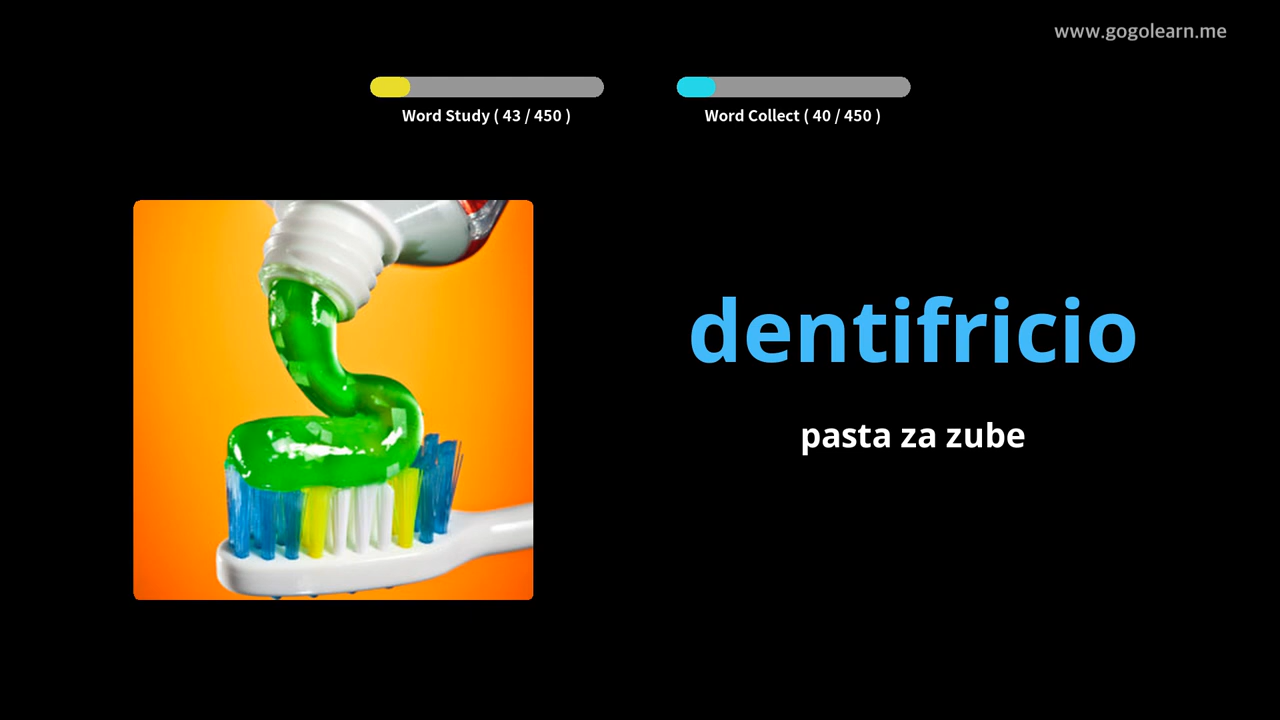 www.gogolearn.me
Word Study ( 43 / 450 )
Word Collect ( 40 / 450 )
dentifricio
pasta za zube